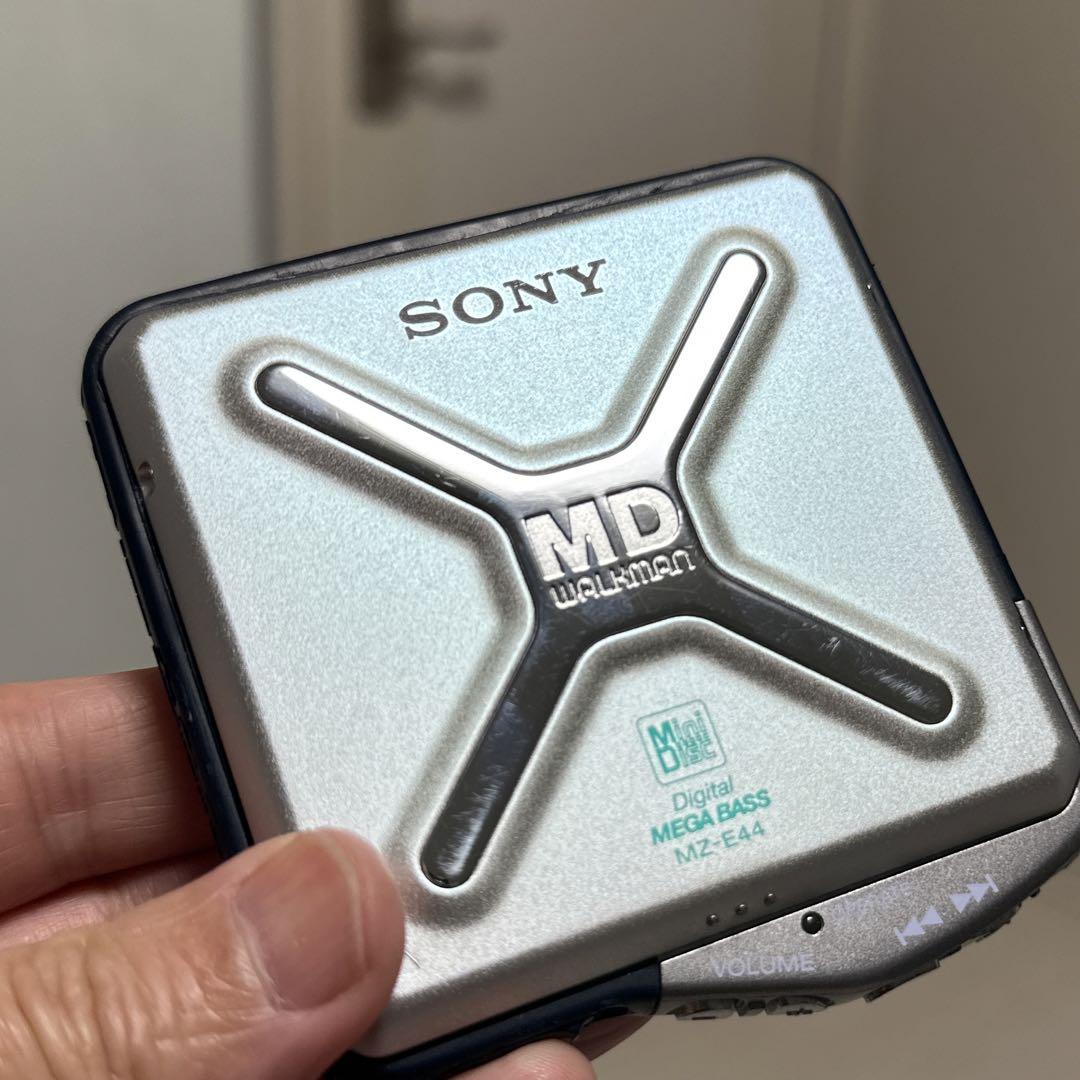 SONY
MD
WALKMAN
Mini
Disc
Digital
MEGA BASS
MZ-E44
VOLUME